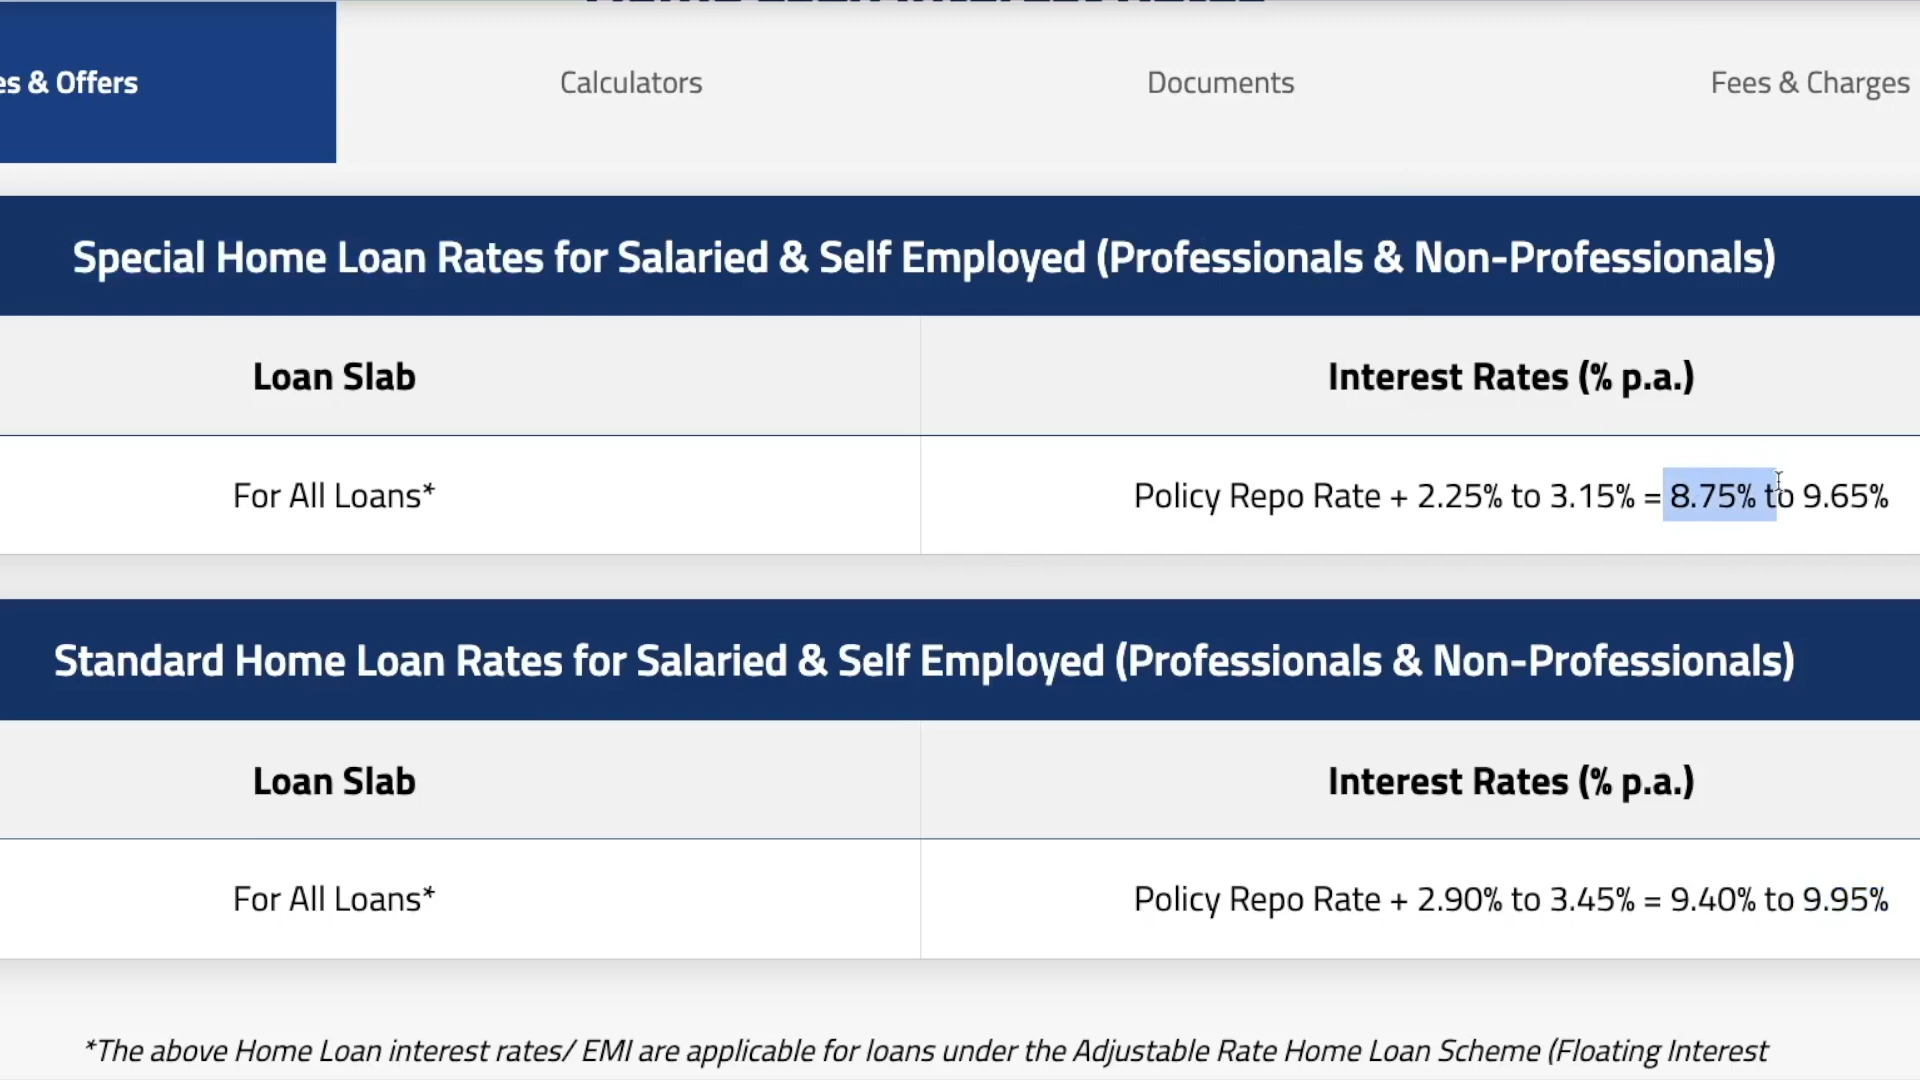 es & Offers
Calculators
Documents
Fees & Charges
Special Home Loan Rates for Salaried & Self Employed (Professionals & Non-Professionals)
Loan Slab
Interest Rates (% p.a.)
For All Loans*
Policy Repo Rate + 2.25% to 3.15% = 8.75% to 9.65%
Standard Home Loan Rates for Salaried & Self Employed (Professionals & Non-Professionals)
Loan Slab
Interest Rates (% p.a.)
For All Loans*
Policy Repo Rate + 2.90% to 3.45% = 9.40% to 9.95%
*The above Home Loan interest rates/ EMI are applicable for loans under the Adjustable Rate Home Loan Scheme (Floating Interest